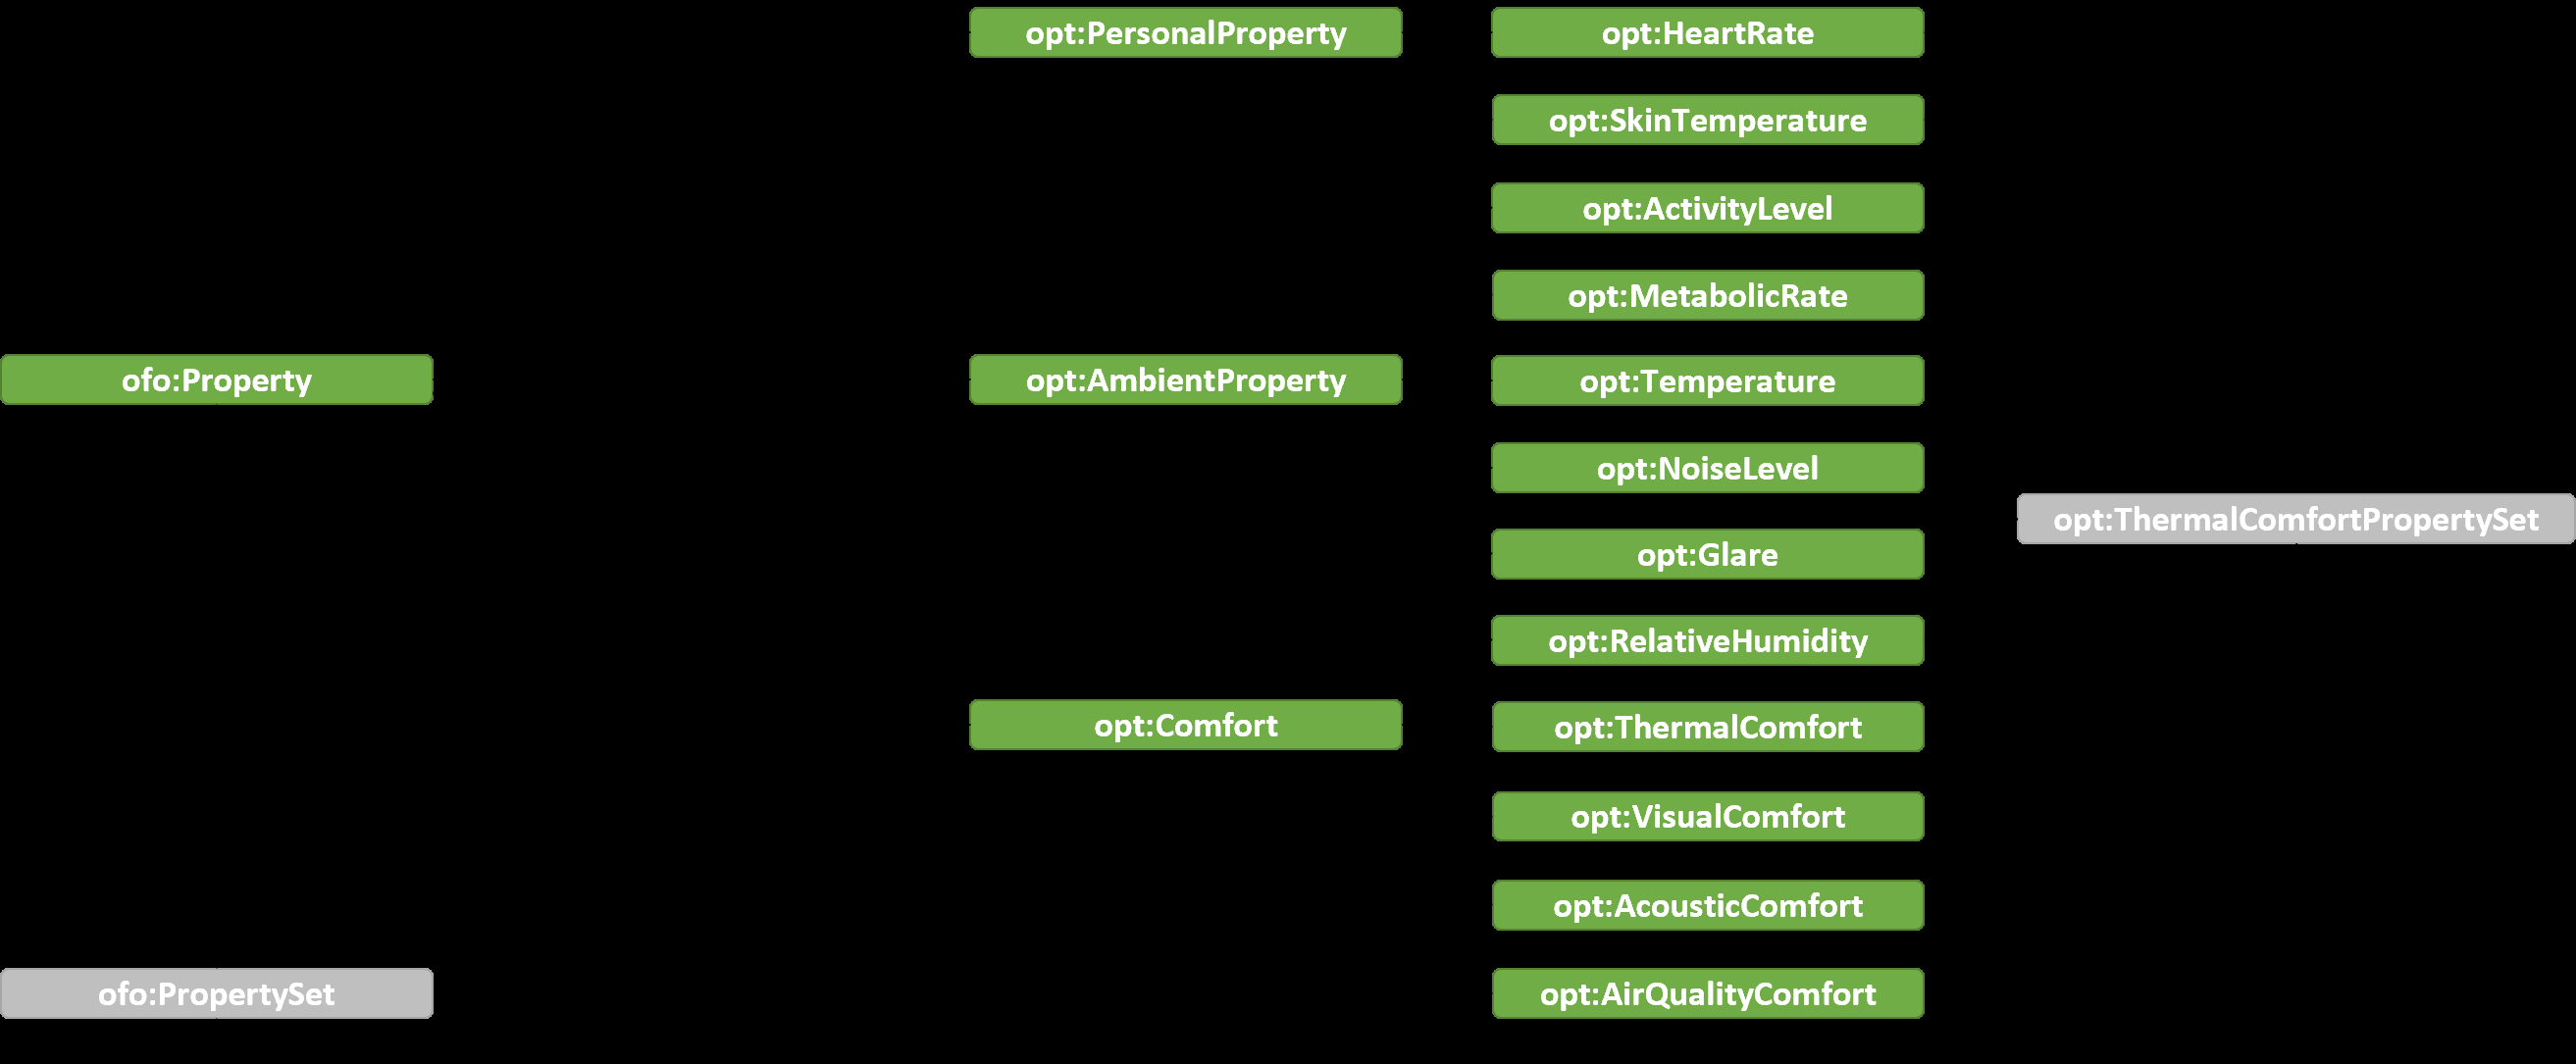 opt:PersonalProperty
opt:HeartRate
opt:SkinTemperature
opt:ActivityLevel
opt:MetabolicRate
ofo:Property
opt:AmbientProperty
opt:Temperature
opt:NoiseLevel
opt:ThermalComfortPropertySet
opt:Glare
opt:RelativeHumidity
opt:Comfort
opt:ThermalComfort
opt:VisualComfort
opt:AcousticComfort
ofo:PropertySet
opt:AirQualityComfort